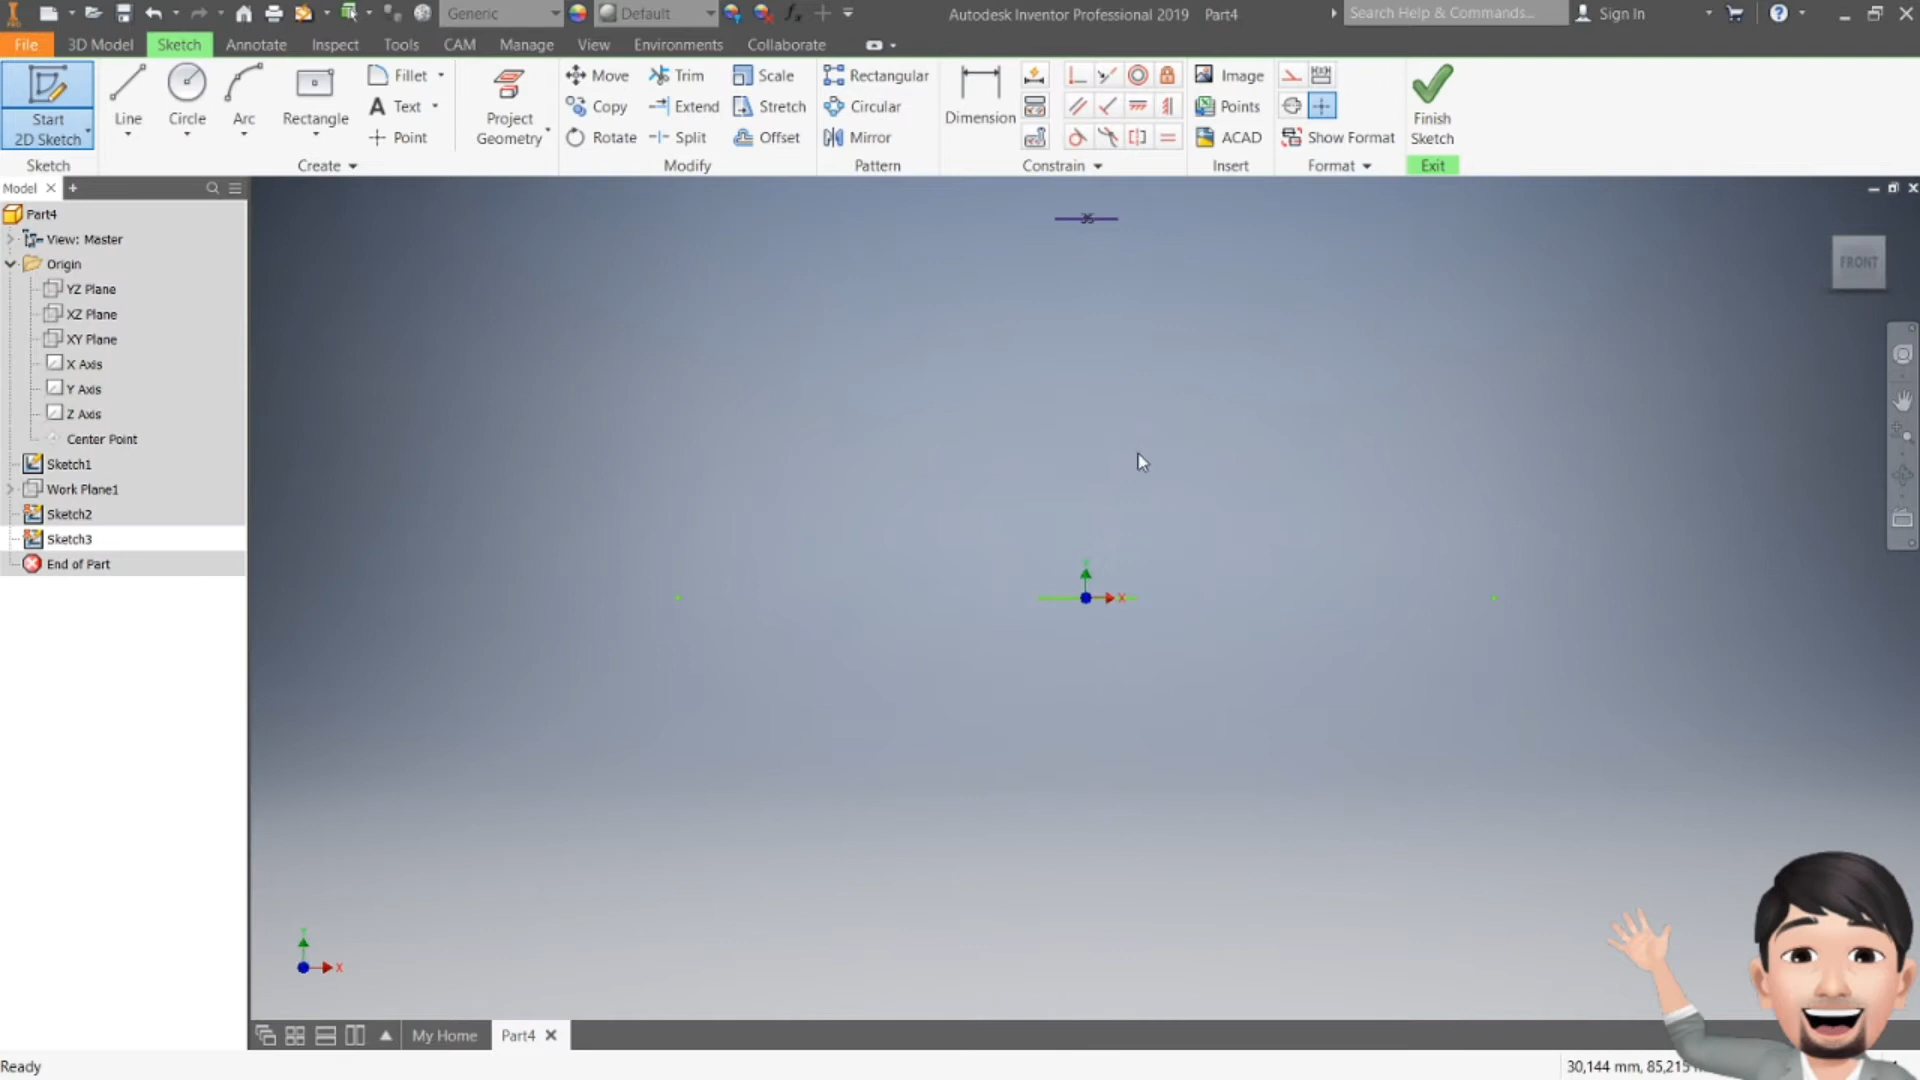 Generic Default Autodesk Inventor Professional 2019 Part4 Search Help & Commands... Sign In
File 3D Model Sketch Annotate Inspect Tools CAM Manage View Environments Collaborate
Start 2D Sketch Line Circle Arc Rectangle Fillet Text Point Project Geometry Move Copy Rotate Trim Extend Split Scale Stretch Offset Rectangular Circular Mirror Dimension Image Points ACAD Show Format Finish Sketch
Sketch Create Modify Pattern Constrain Insert Format Exit
Model
Part4
View: Master
Origin
YZ Plane
XZ Plane
XY Plane
X Axis
Y Axis
Z Axis
Center Point
Sketch1
Work Plane1
Sketch2
Sketch3
End of Part
FRONT
X
Y
X
My Home Part4
Ready 30,144 mm, 85,215